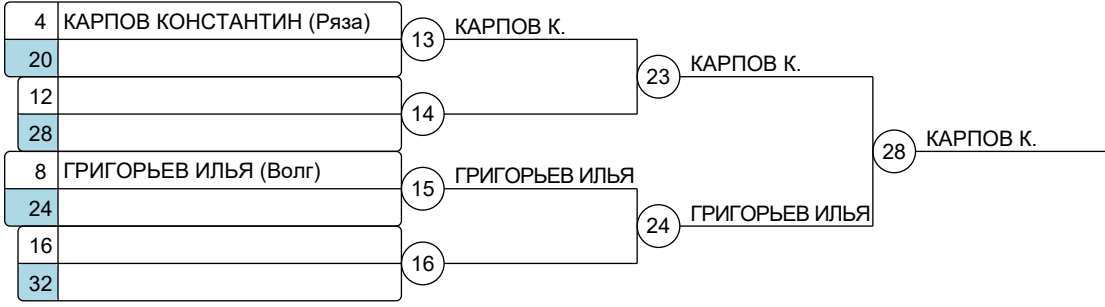 4 КАРПОВ КОНСТАНТИН (Ряза)
20
12
28
8 ГРИГОРЬЕВ ИЛЬЯ (Волг)
24
16
32
13 КАРПОВ К.
14
15 ГРИГОРЬЕВ ИЛЬЯ
16
23 КАРПОВ К.
24 ГРИГОРЬЕВ ИЛЬЯ
28 КАРПОВ К.